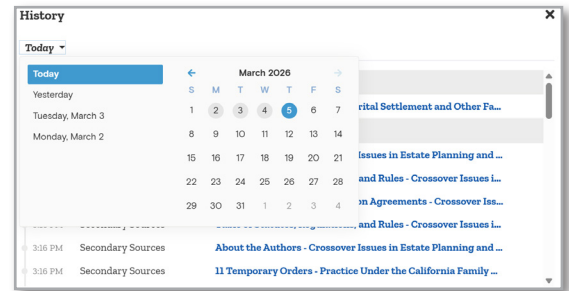 History
Today
Today
Yesterday
Tuesday, March 3
Monday, March 2
March 2026
S M T W T F S
1 2 3 4 5 6 7
8 9 10 11 12 13 14
15 16 17 18 19 20 21
22 23 24 25 26 27 28
29 30 31 1 2 3 4
rital Settlement and Other Fa...
Issues in Estate Planning and ...
and Rules - Crossover Issues i...
on Agreements - Crossover Iss...
and Rules - Crossover Issues i...
3:16 PM Secondary Sources About the Authors - Crossover Issues in Estate Planning and ...
3:16 PM Secondary Sources 11 Temporary Orders - Practice Under the California Family ...